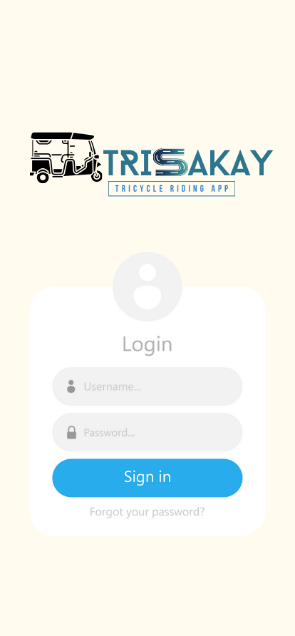 TRISAKAY
TRICYCLE RIDING APP
Login
Username...
Password...
Sign in
Forgot your password?